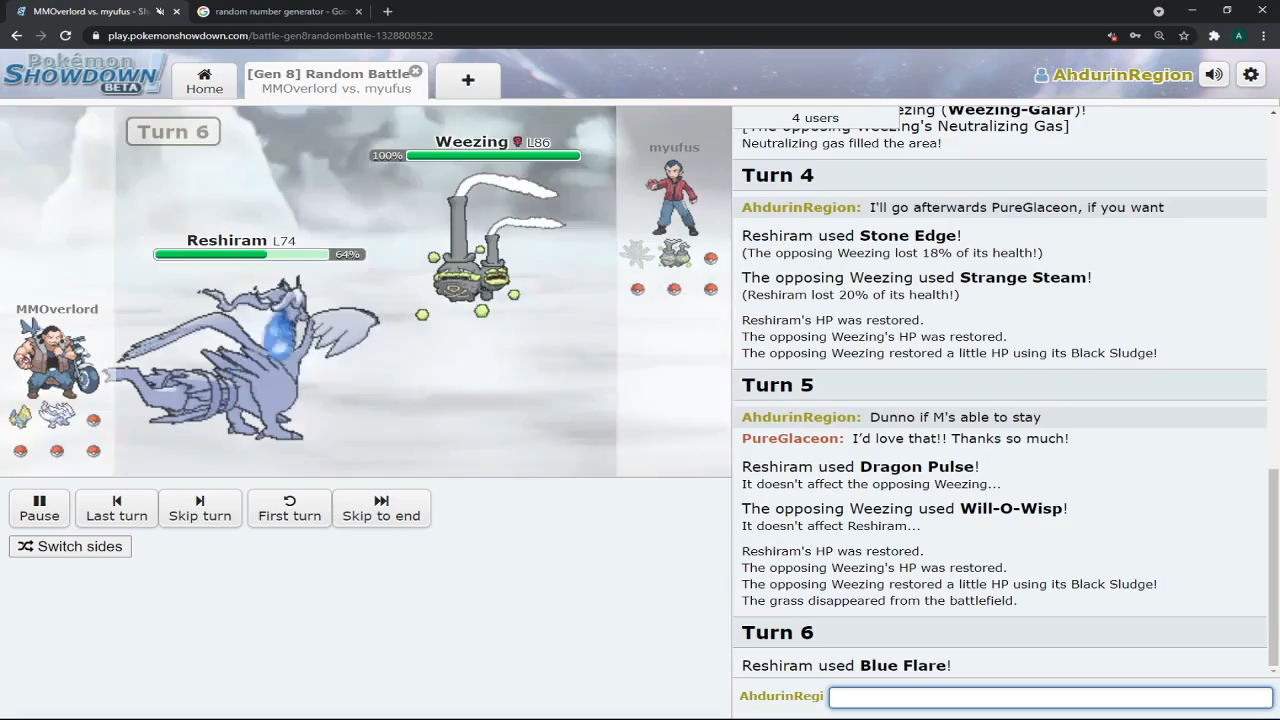 MMOverlord vs. myufus - Sh
random number generator - Goo
play.pokemonshowdown.com/battle-gen8randombattle-1328808522
A
Pokémon
SHOWDOWN!
BETA
Home
[Gen 8] Random Battle
MMOverlord vs. myufus
AhdurinRegion
Turn 6
Weezing L86
100%
myufus
Reshiram L74
64%
MMOverlord
Pause
Last turn
Skip turn
First turn
Skip to end
Switch sides
4 users
ezing (Weezing-Galar)!
[The opposing Weezing's Neutralizing Gas]
Neutralizing gas filled the area!
Turn 4
AhdurinRegion: I'll go afterwards PureGlaceon, if you want
Reshiram used Stone Edge!
(The opposing Weezing lost 18% of its health!)
The opposing Weezing used Strange Steam!
(Reshiram lost 20% of its health!)
Reshiram's HP was restored.
The opposing Weezing's HP was restored.
The opposing Weezing restored a little HP using its Black Sludge!
Turn 5
AhdurinRegion: Dunno if M's able to stay
PureGlaceon: I'd love that!! Thanks so much!
Reshiram used Dragon Pulse!
It doesn't affect the opposing Weezing...
The opposing Weezing used Will-O-Wisp!
It doesn't affect Reshiram...
Reshiram's HP was restored.
The opposing Weezing's HP was restored.
The opposing Weezing restored a little HP using its Black Sludge!
The grass disappeared from the battlefield.
Turn 6
Reshiram used Blue Flare!
AhdurinRegi